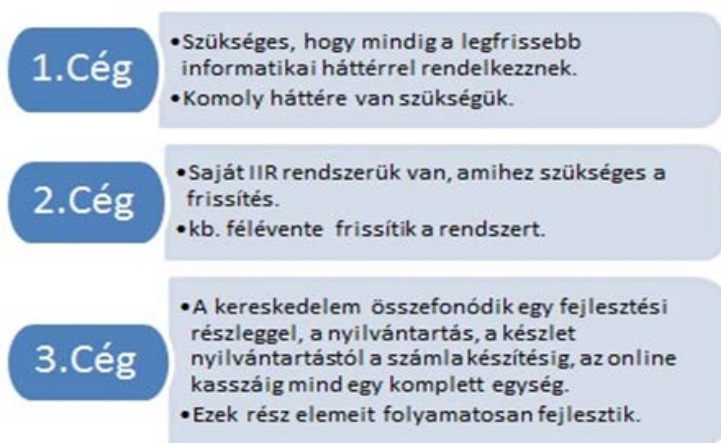 1.Cég
•Szükséges, hogy mindig a legfrissebb
informatikai háttérrel rendelkezznek.
•Komoly háttére van szükségük.
2.Cég
•Saját IIR rendszerük van, amihez szükséges a
frissítés.
•kb. félévente frissítik a rendszert.
3.Cég
•A kereskedelem összefonódik egy fejlesztési
részleggel, a nyilvántartás, a készlet
nyilvántartástól a számlakészítésig, az online
kasszáig mind egy komplett egység.
•Ezek rész elemeit folyamatosan fejlesztik.